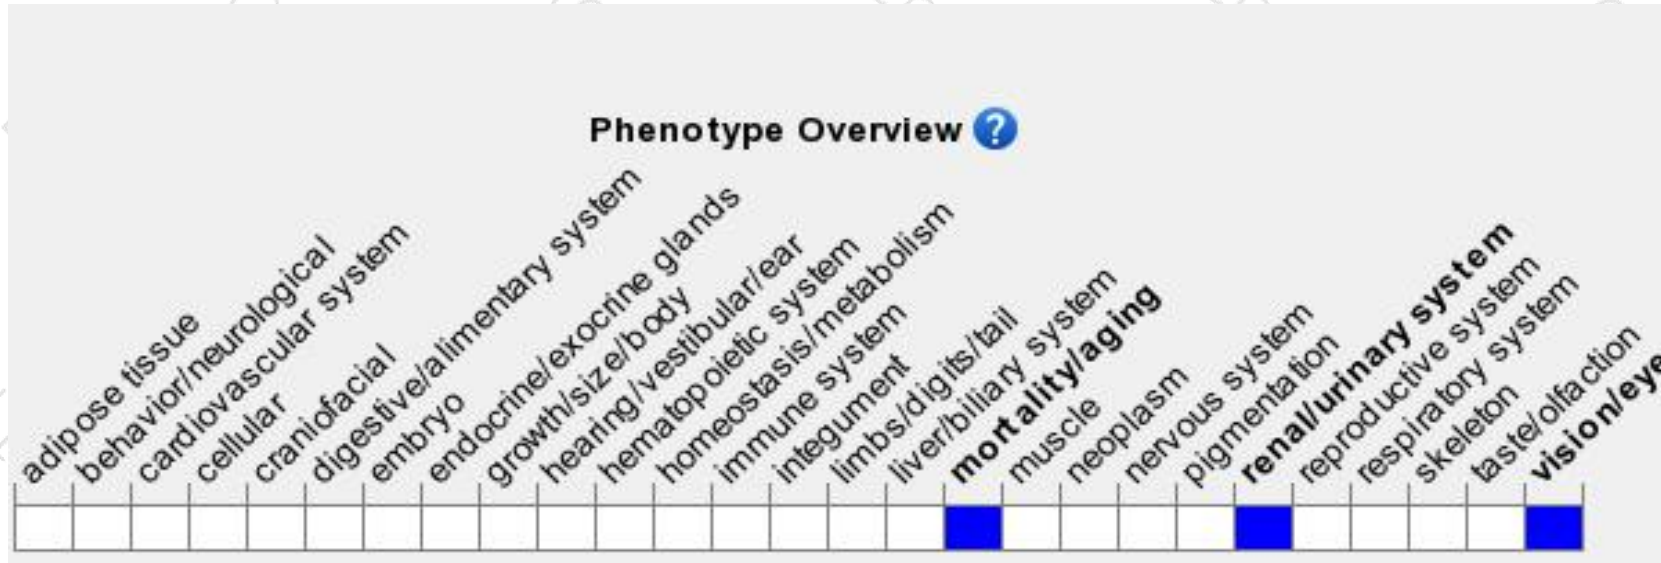 Phenotype Overview ?
adipose tissue
behavior/neurological
cardiovascular system
cellular
craniofacial
digestive/alimentary system
embryo
endocrine/exocrine glands
growth/size/body
hearing/vestibular/ear
hematopoietic system
homeostasis/metabolism
immune system
integument
limbs/digits/tail
liver/biliary system
mortality/aging
muscle
neoplasm
nervous system
pigmentation
renal/urinary system
reproductive system
respiratory system
skeleton
taste/olfaction
vision/eye